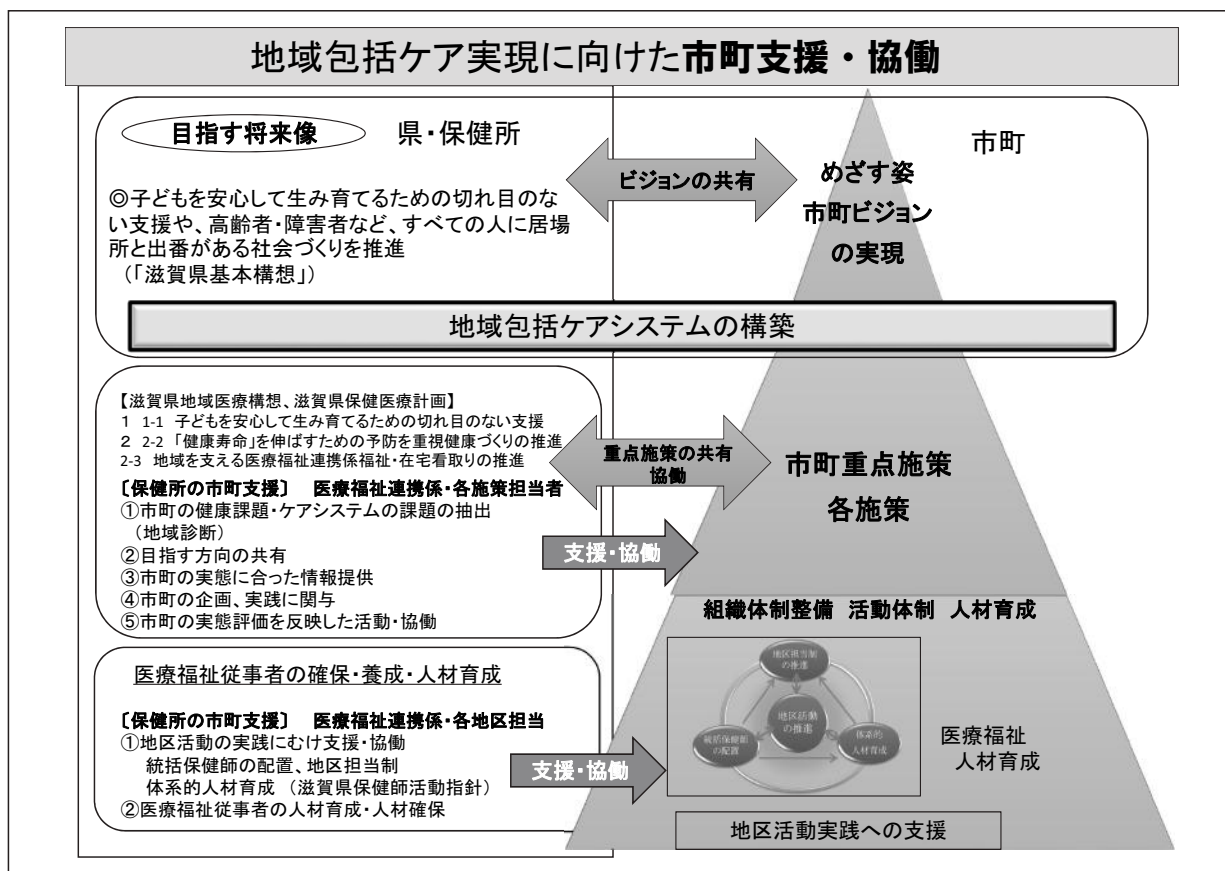 地域包括ケア実現に向けた市町支援・協働
目指す将来像
県・保健所
◎子どもを安心して生み育てるための切れ目のな
い支援や、高齢者・障害者など、すべての人に居場
所と出番がある社会づくりを推進
（「滋賀県基本構想」）
ビジョンの共有
市町
めざす姿
市町ビジョン
の実現
地域包括ケアシステムの構築
【滋賀県地域医療構想、滋賀県保健医療計画】
1 1-1 子どもを安心して生み育てるための切れ目のない支援
2 2-2 「健康寿命」を伸ばすための予防を重視健康づくりの推進
2-3 地域を支える医療福祉連携係福祉・在宅看取りの推進
〔保健所の市町支援〕 医療福祉連携係・各施策担当者
①市町の健康課題・ケアシステムの課題の抽出
（地域診断）
②目指す方向の共有
③市町の実態に合った情報提供
④市町の企画、実践に関与
⑤市町の実態評価を反映した活動・協働
重点施策の共有
協働
支援・協働
市町重点施策
各施策
医療福祉従事者の確保・養成・人材育成
〔保健所の市町支援〕 医療福祉連携係・各地区担当
①地区活動の実践にむけ支援・協働
統括保健師の配置、地区担当制
体系的人材育成 （滋賀県保健師活動指針）
②医療福祉従事者の人材育成・人材確保
支援・協働
組織体制整備 活動体制 人材育成
地区担当制
の推進
地区活動
の推進
統括保健師
の配置
体系的
人材育成
医療福祉
人材育成
地区活動実践への支援